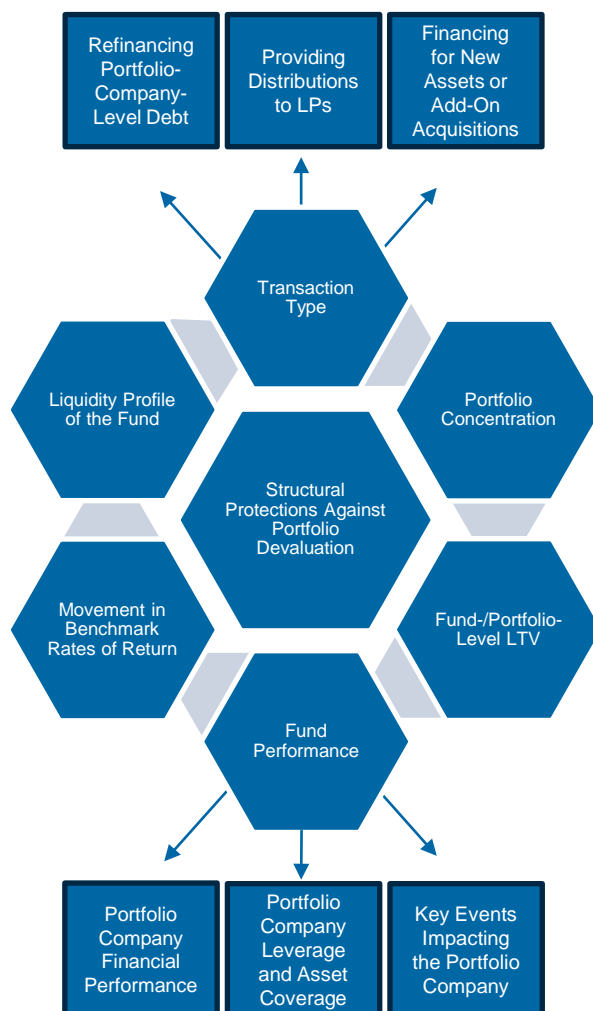 Refinancing
Portfolio-
Company-
Level Debt
Providing
Distributions
to LPs
Financing
for New
Assets or
Add-On
Acquisitions
Transaction
Type
Liquidity Profile
of the Fund
Portfolio
Concentration
Structural
Protections Against
Portfolio
Devaluation
Movement in
Benchmark
Rates of Return
Fund-/Portfolio-
Level LTV
Fund
Performance
Portfolio
Company
Financial
Performance
Portfolio
Company
Leverage
and Asset
Coverage
Key Events
Impacting
the Portfolio
Company